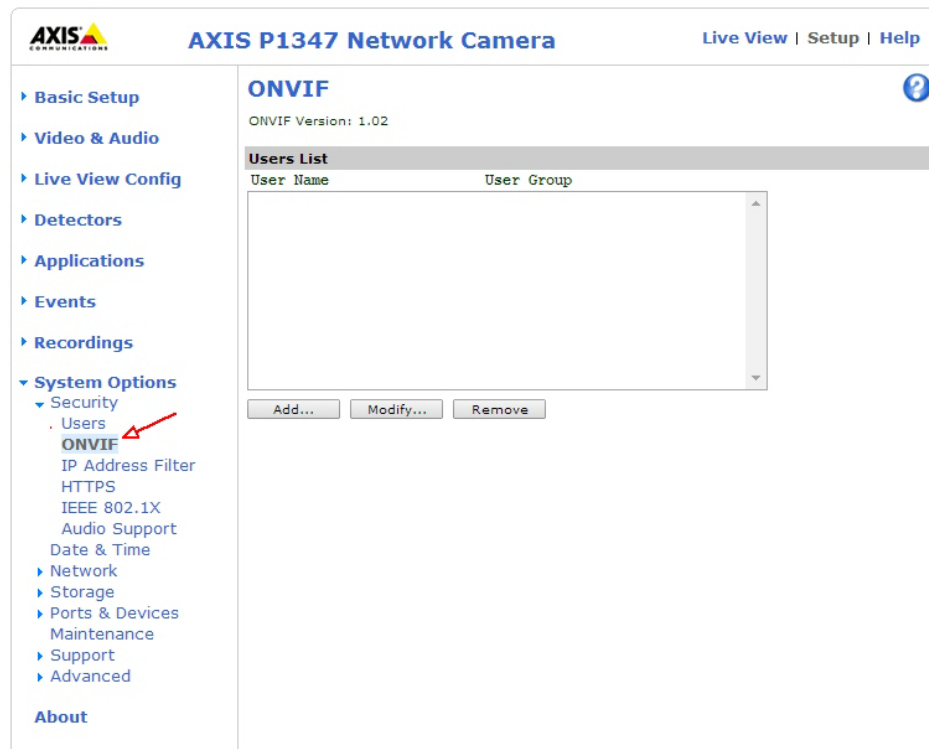 AXIS
COMMUNICATIONS
AXIS P1347 Network Camera
Live View | Setup | Help
Basic Setup
Video & Audio
Live View Config
Detectors
Applications
Events
Recordings
System Options
Security
Users
ONVIF
IP Address Filter
HTTPS
IEEE 802.1X
Audio Support
Date & Time
Network
Storage
Ports & Devices
Maintenance
Support
Advanced
About
ONVIF
?
ONVIF Version: 1.02
Users List
User Name User Group
Add... Modify... Remove